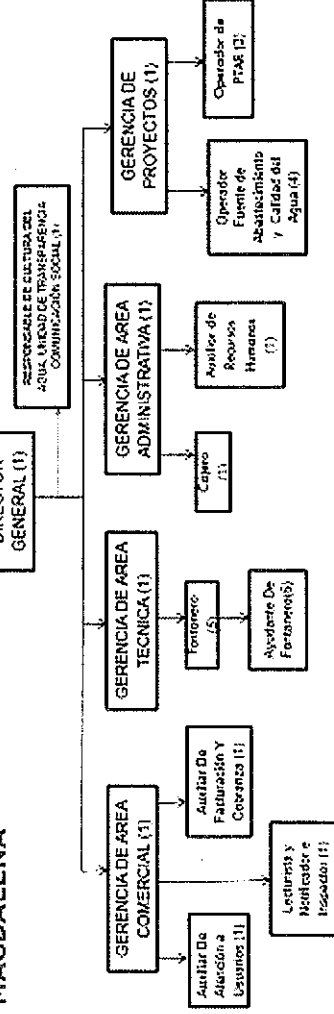 MAGDALENA
DIRECTOR
GENERAL (1)
RESPONSABLE DE CULTURA DEL
AGUA, UNIDAD DE TRANSPARENCIA
COMUNICACIÓN SOCIAL (1)
GERENCIA DE AREA
COMERCIAL (1)
GERENCIA DE AREA
TECNICA (1)
GERENCIA DE AREA
ADMINISTRATIVA (1)
GERENCIA DE
PROYECTOS (1)
Auxiliar De
Atención a
Usuarios (1)
Lecturista y
Notificador e
Inspector (1)
Auxiliar De
Facturación Y
Cobranza (1)
Fontanero
(5)
Ayudante De
Fontanero(5)
Cajero
(1)
Auxiliar de
Recursos
Humanos
(1)
Operador
Fuente de
Abastecimiento
Y Calidad del
Agua (4)
Operador de
PTAR